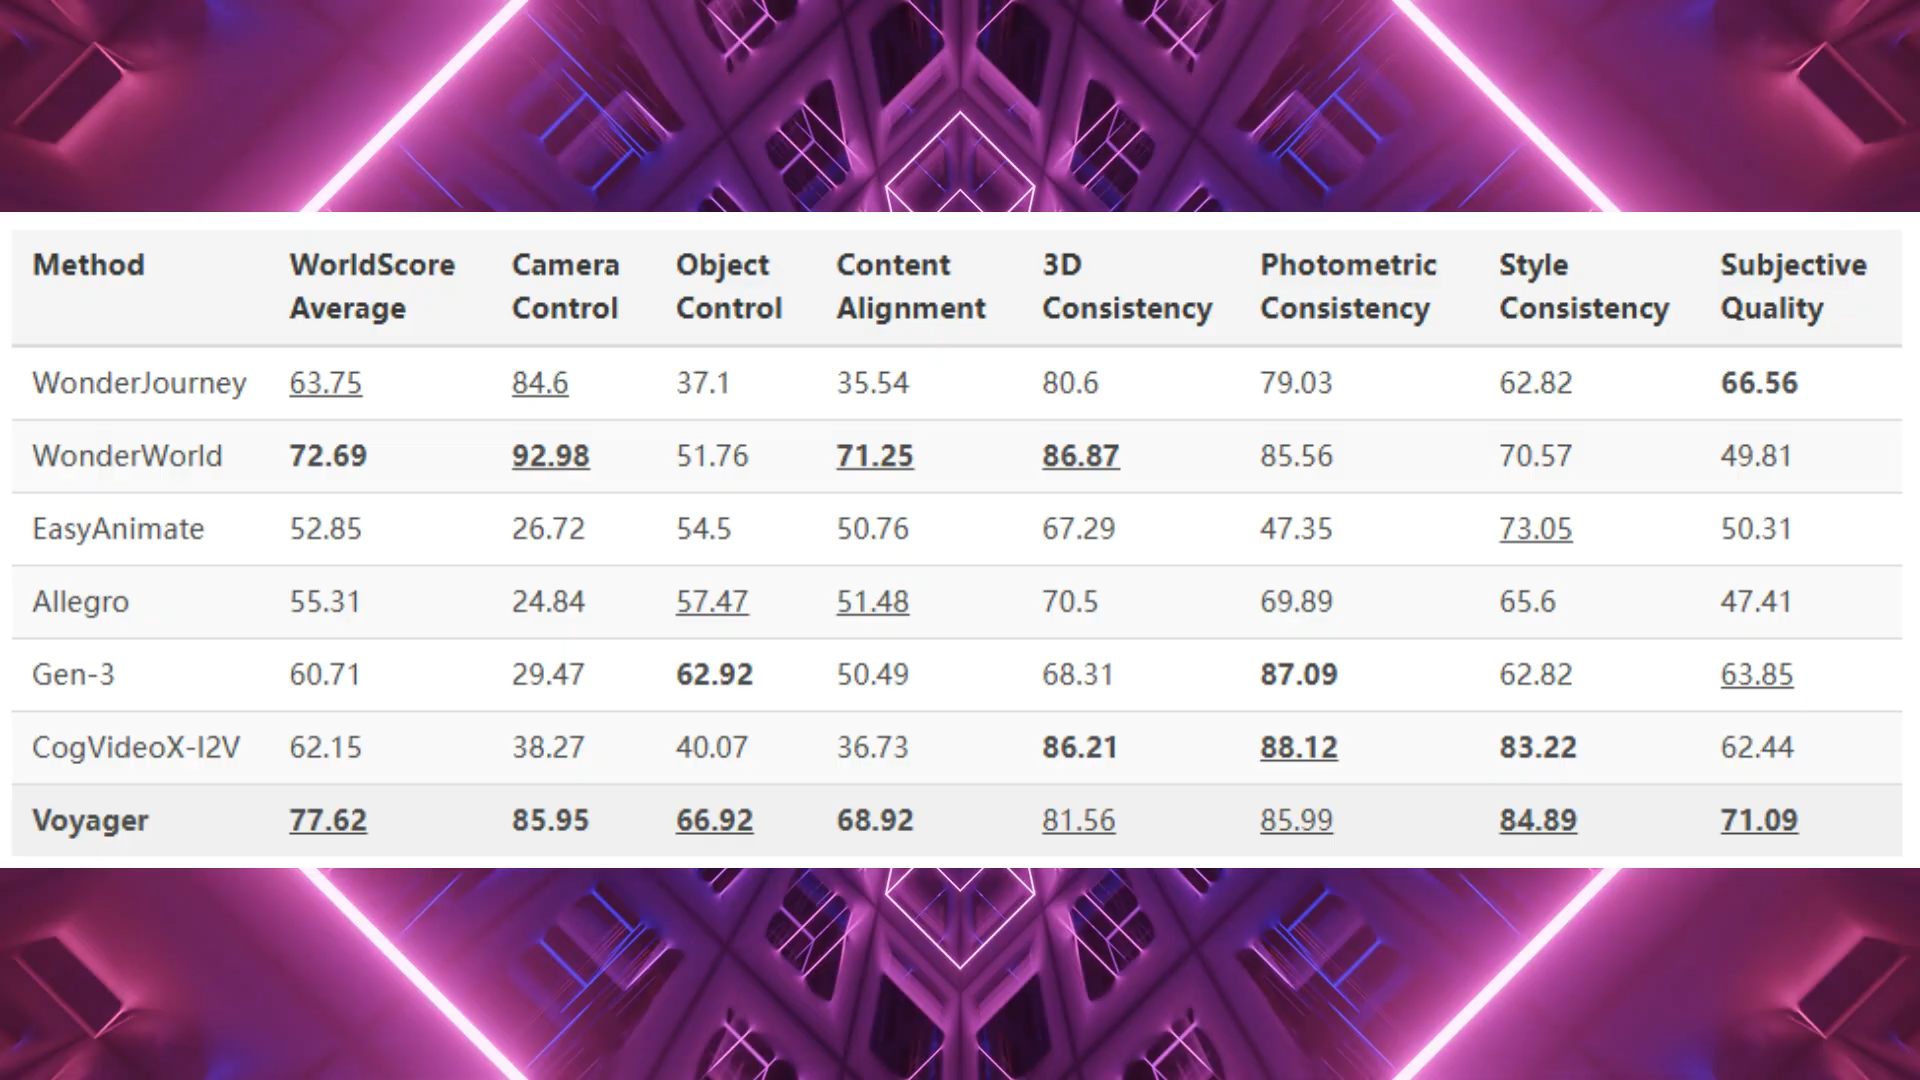 Method WorldScore Average Camera Control Object Control Content Alignment 3D Consistency Photometric Consistency Style Consistency Subjective Quality
WonderJourney 63.75 84.6 37.1 35.54 80.6 79.03 62.82 66.56
WonderWorld 72.69 92.98 51.76 71.25 86.87 85.56 70.57 49.81
EasyAnimate 52.85 26.72 54.5 50.76 67.29 47.35 73.05 50.31
Allegro 55.31 24.84 57.47 51.48 70.5 69.89 65.6 47.41
Gen-3 60.71 29.47 62.92 50.49 68.31 87.09 62.82 63.85
CogVideoX-I2V 62.15 38.27 40.07 36.73 86.21 88.12 83.22 62.44
Voyager 77.62 85.95 66.92 68.92 81.56 85.99 84.89 71.09